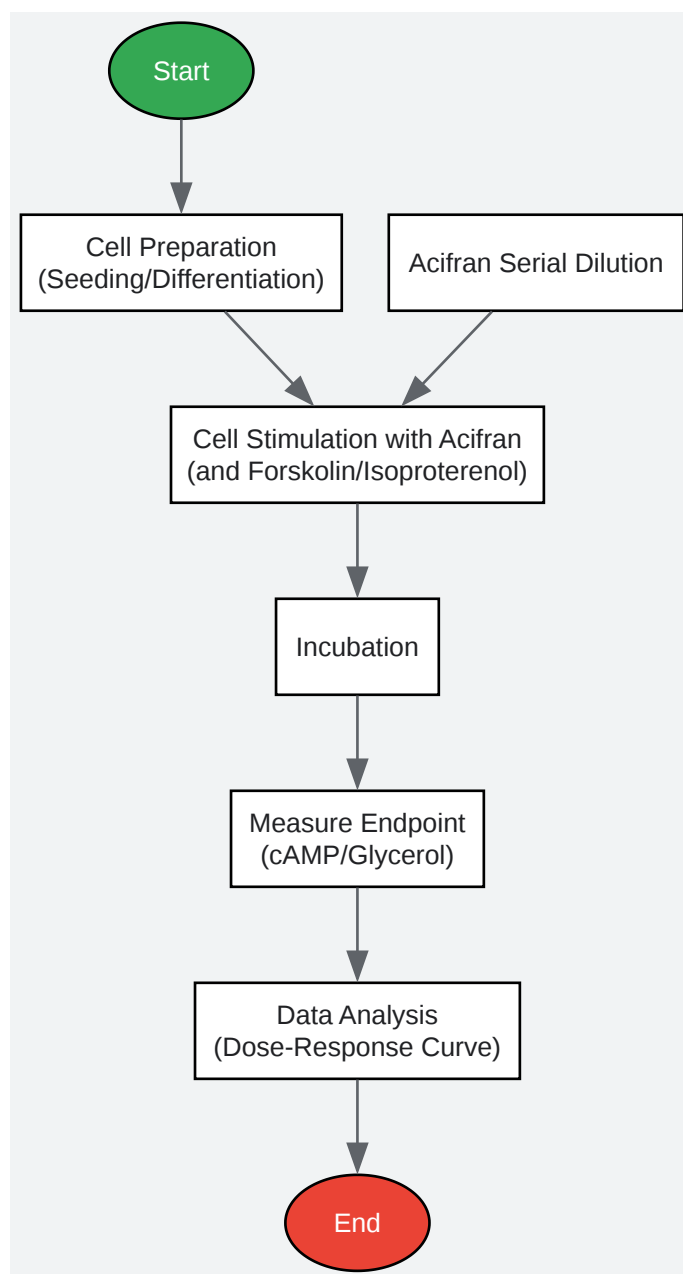 Start
Cell Preparation
(Seeding/Differentiation)
Acifran Serial Dilution
Cell Stimulation with Acifran
(and Forskolin/Isoproterenol)
Incubation
Measure Endpoint
(cAMP/Glycerol)
Data Analysis
(Dose-Response Curve)
End